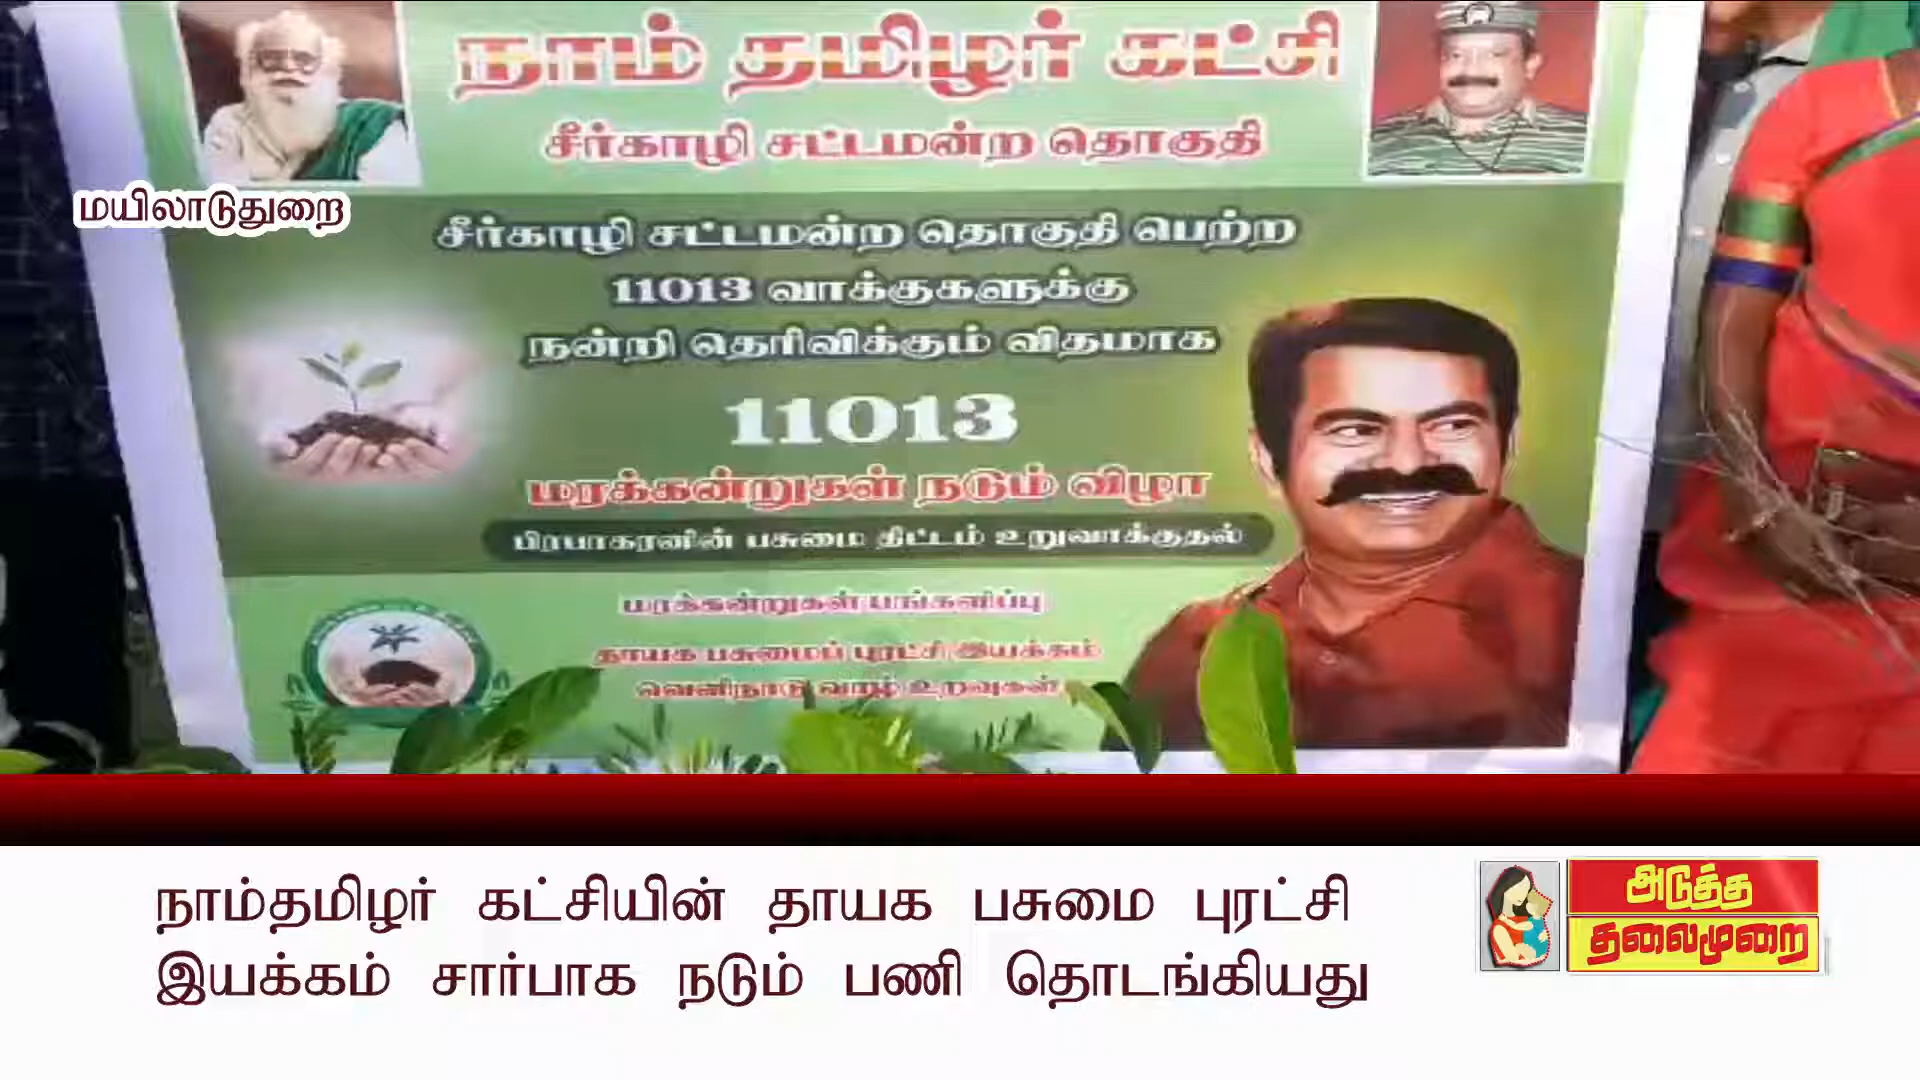 நாம் தமிழர் கட்சி
சீர்காழி சட்டமன்ற தொகுதி
மயிலாடுதுறை
சீர்காழி சட்டமன்ற தொகுதி பெற்ற
11013 வாக்குகளுக்கு
நன்றி தெரிவிக்கும் விதமாக
11013
மரக்கன்றுகள் நடும் விழா
பிரபாகரனின் பசுமை திட்டம் உறுவாக்குதல்
மரக்கன்றுகள் பங்களிப்பு
தாயக பசுமைப் புரட்சி இயக்கம்
வெளிநாடு வாழ் உறவுகள்
நாம்தமிழர் கட்சியின் தாயக பசுமை புரட்சி
இயக்கம் சார்பாக நடும் பணி தொடங்கியது
அடுத்த
தலைமுறை